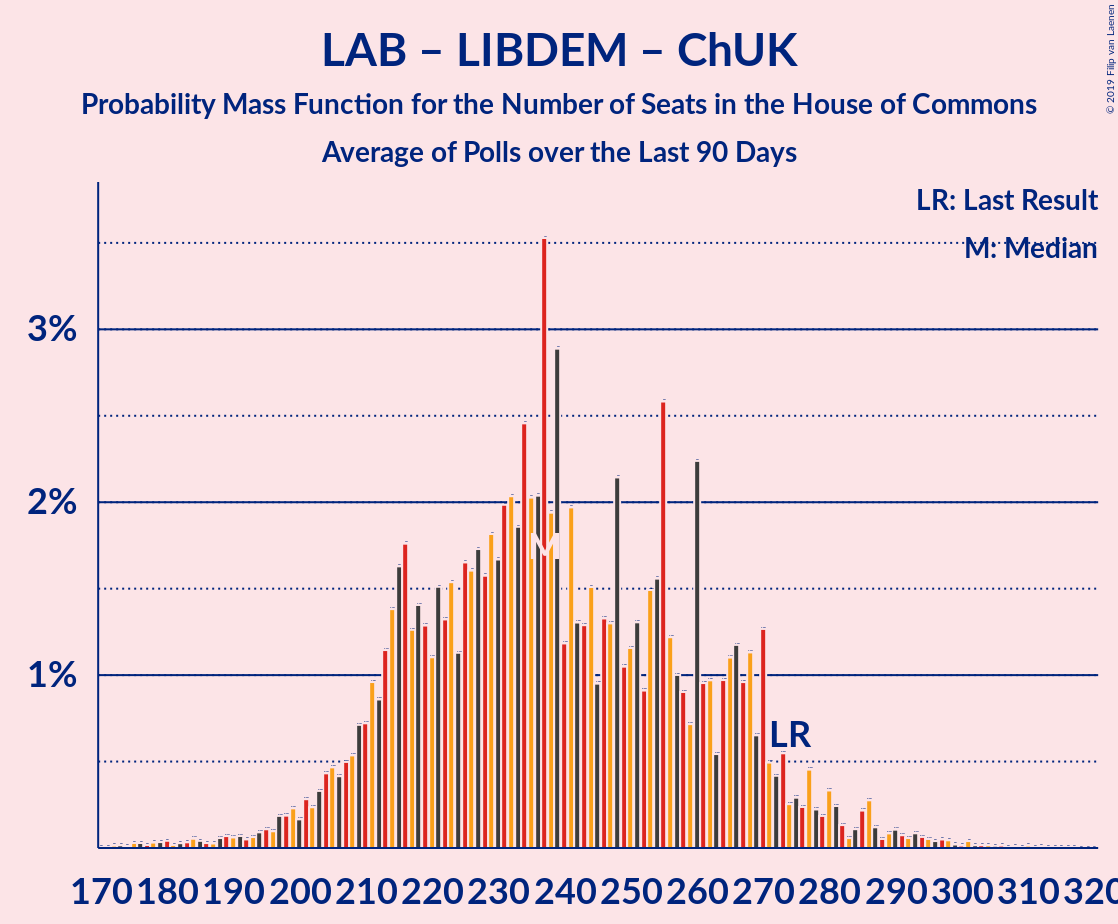 LAB – LIBDEM – ChUK
Probability Mass Function for the Number of Seats in the House of Commons
Average of Polls over the Last 90 Days
© 2019 Filip van Laenen
LR: Last Result
M: Median
3%
2%
1%
M
LR
170 180 190 200 210 220 230 240 250 260 270 280 290 300 310 320